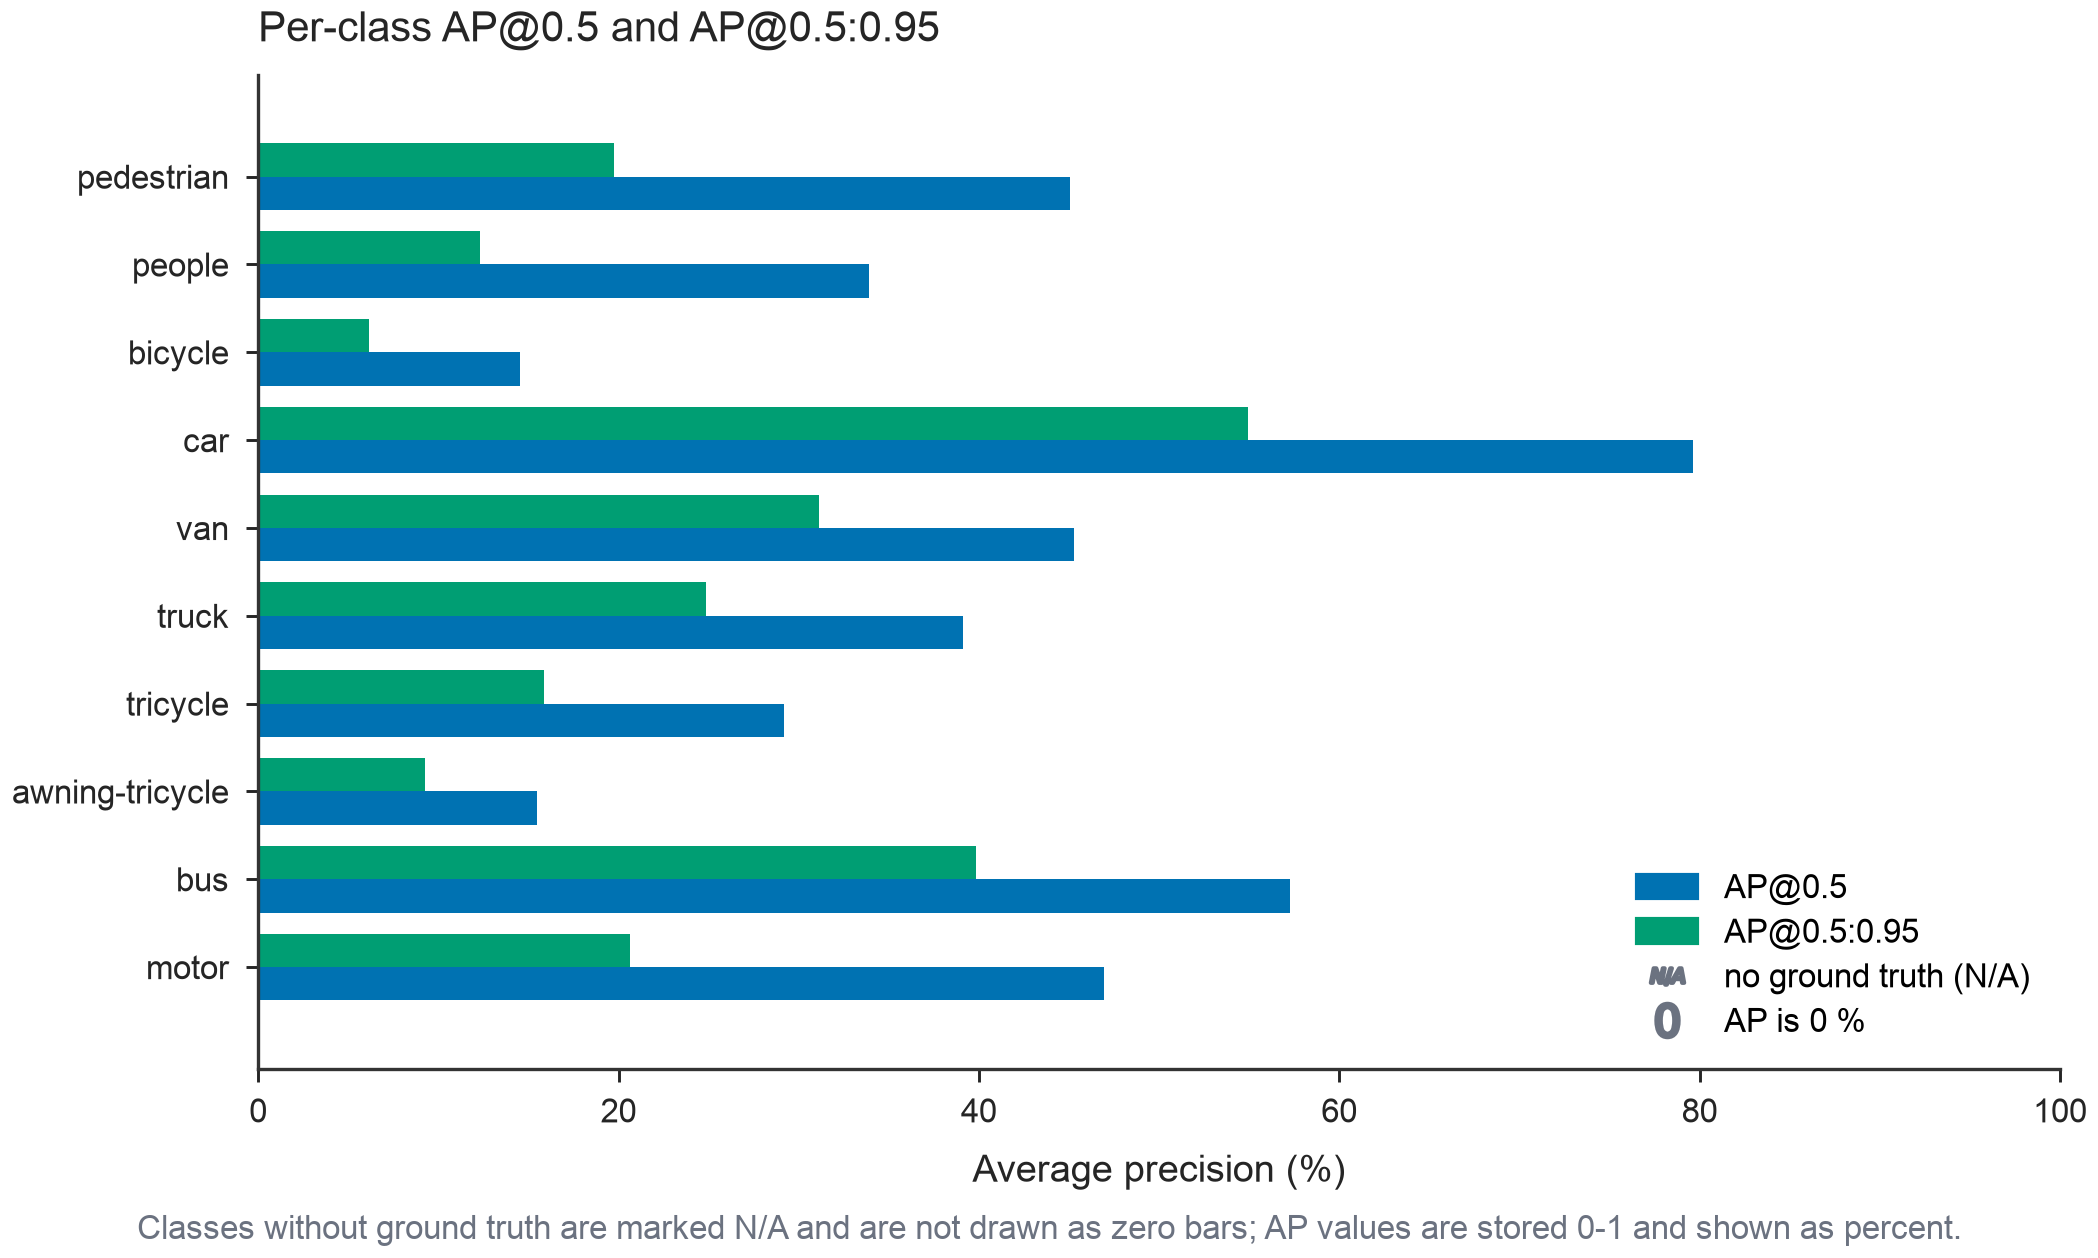 Per-class AP@0.5 and AP@0.5:0.95
pedestrian
people
bicycle
car
van
truck
tricycle
awning-tricycle
bus
motor
AP@0.5
AP@0.5:0.95
N/A no ground truth (N/A)
0 AP is 0 %
0 20 40 60 80 100
Average precision (%)
Classes without ground truth are marked N/A and are not drawn as zero bars; AP values are stored 0-1 and shown as percent.